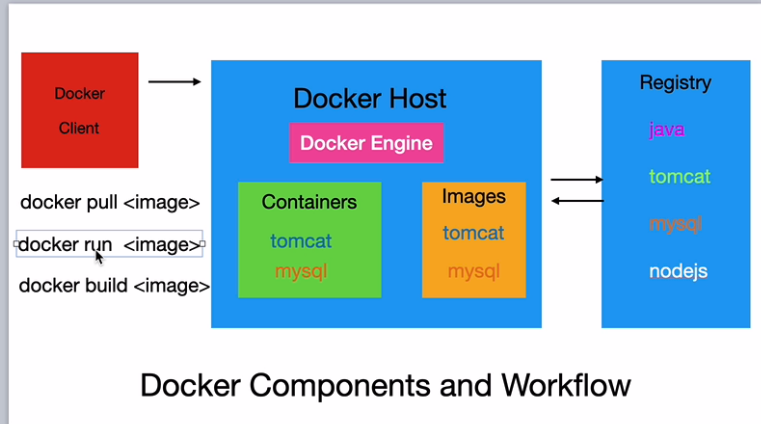 Docker
Client
docker pull <image>
docker run <image>
docker build <image>
Docker Host
Docker Engine
Containers
tomcat
mysql
Images
tomcat
mysql
Registry
java
tomcat
mysql
nodejs
Docker Components and Workflow